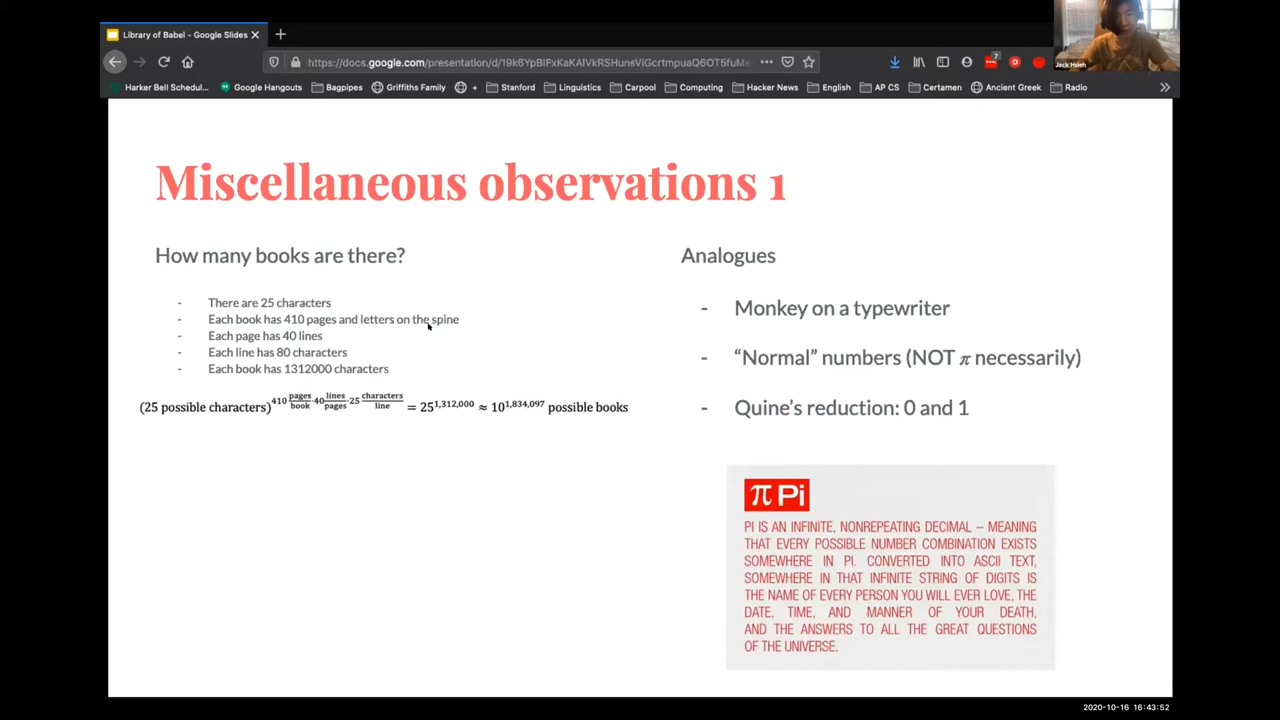 Library of Babel - Google Slides
Jack Hsieh
https://docs.google.com/presentation/d/
Harker Bell Schedul... Google Hangouts Bagpipes Griffiths Family + Stanford Linguistics Carpool Computing Hacker News English AP CS Certamen Ancient Greek Radio
Miscellaneous observations 1
How many books are there?
- There are 25 characters
- Each book has 410 pages and letters on the spine
- Each page has 40 lines
- Each line has 80 characters
- Each book has 1312000 characters
(25 possible characters)^410 pages/book·40 lines/pages·25 characters/line = 25^1,312,000 ≈ 10^1,834,097 possible books
Analogues
- Monkey on a typewriter
- “Normal” numbers (NOT π necessarily)
- Quine’s reduction: 0 and 1
π Pi
PI IS AN INFINITE, NONREPEATING DECIMAL – MEANING
THAT EVERY POSSIBLE NUMBER COMBINATION EXISTS
SOMEWHERE IN PI. CONVERTED INTO ASCII TEXT,
SOMEWHERE IN THAT INFINITE STRING OF DIGITS IS
THE NAME OF EVERY PERSON YOU WILL EVER LOVE, THE
DATE, TIME, AND MANNER OF YOUR DEATH,
AND THE ANSWERS TO ALL THE GREAT QUESTIONS
OF THE UNIVERSE.
2020-10-16 16:43:52